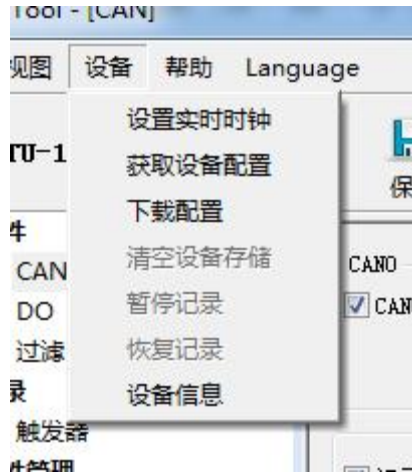 Tool - [CAN]
视图 设备 帮助 Language
TU-1
设置实时时钟
获取设备配置
下载配置
清空设备存储
暂停记录
恢复记录
设备信息
保
件
CAN
DO
过滤
录
触发器
件管理
CAN0
CAN